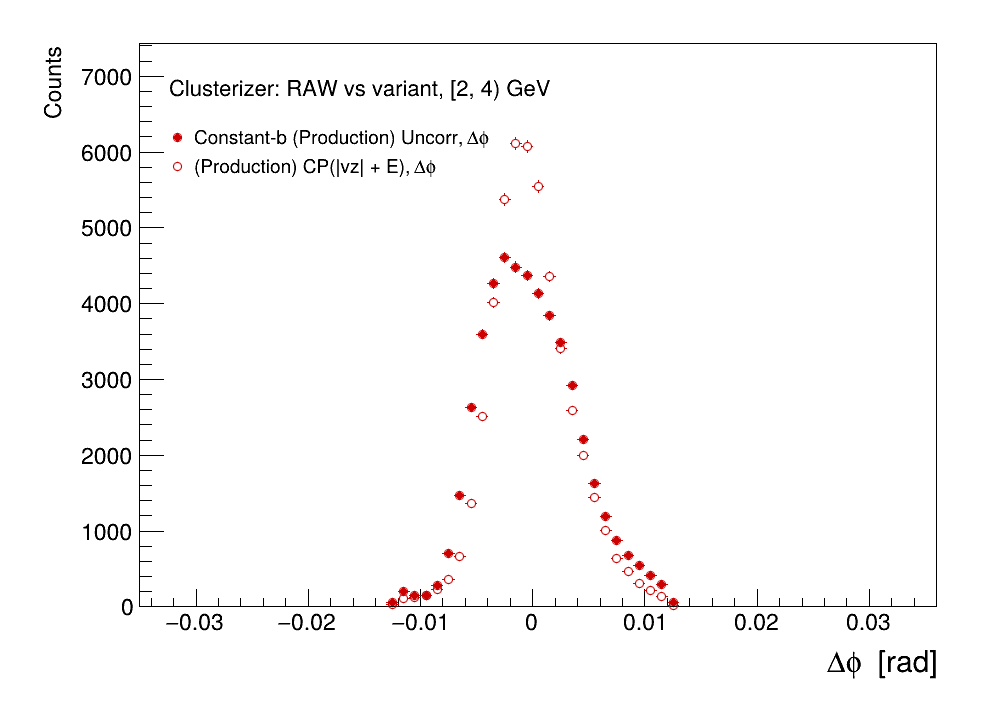 Counts
7000
6000
5000
4000
3000
2000
1000
0
Clusterizer: RAW vs variant, [2, 4) GeV
Constant-b (Production) Uncorr, Δϕ
(Production) CP(|vz| + E), Δϕ
−0.03 −0.02 −0.01 0 0.01 0.02 0.03
Δϕ [rad]